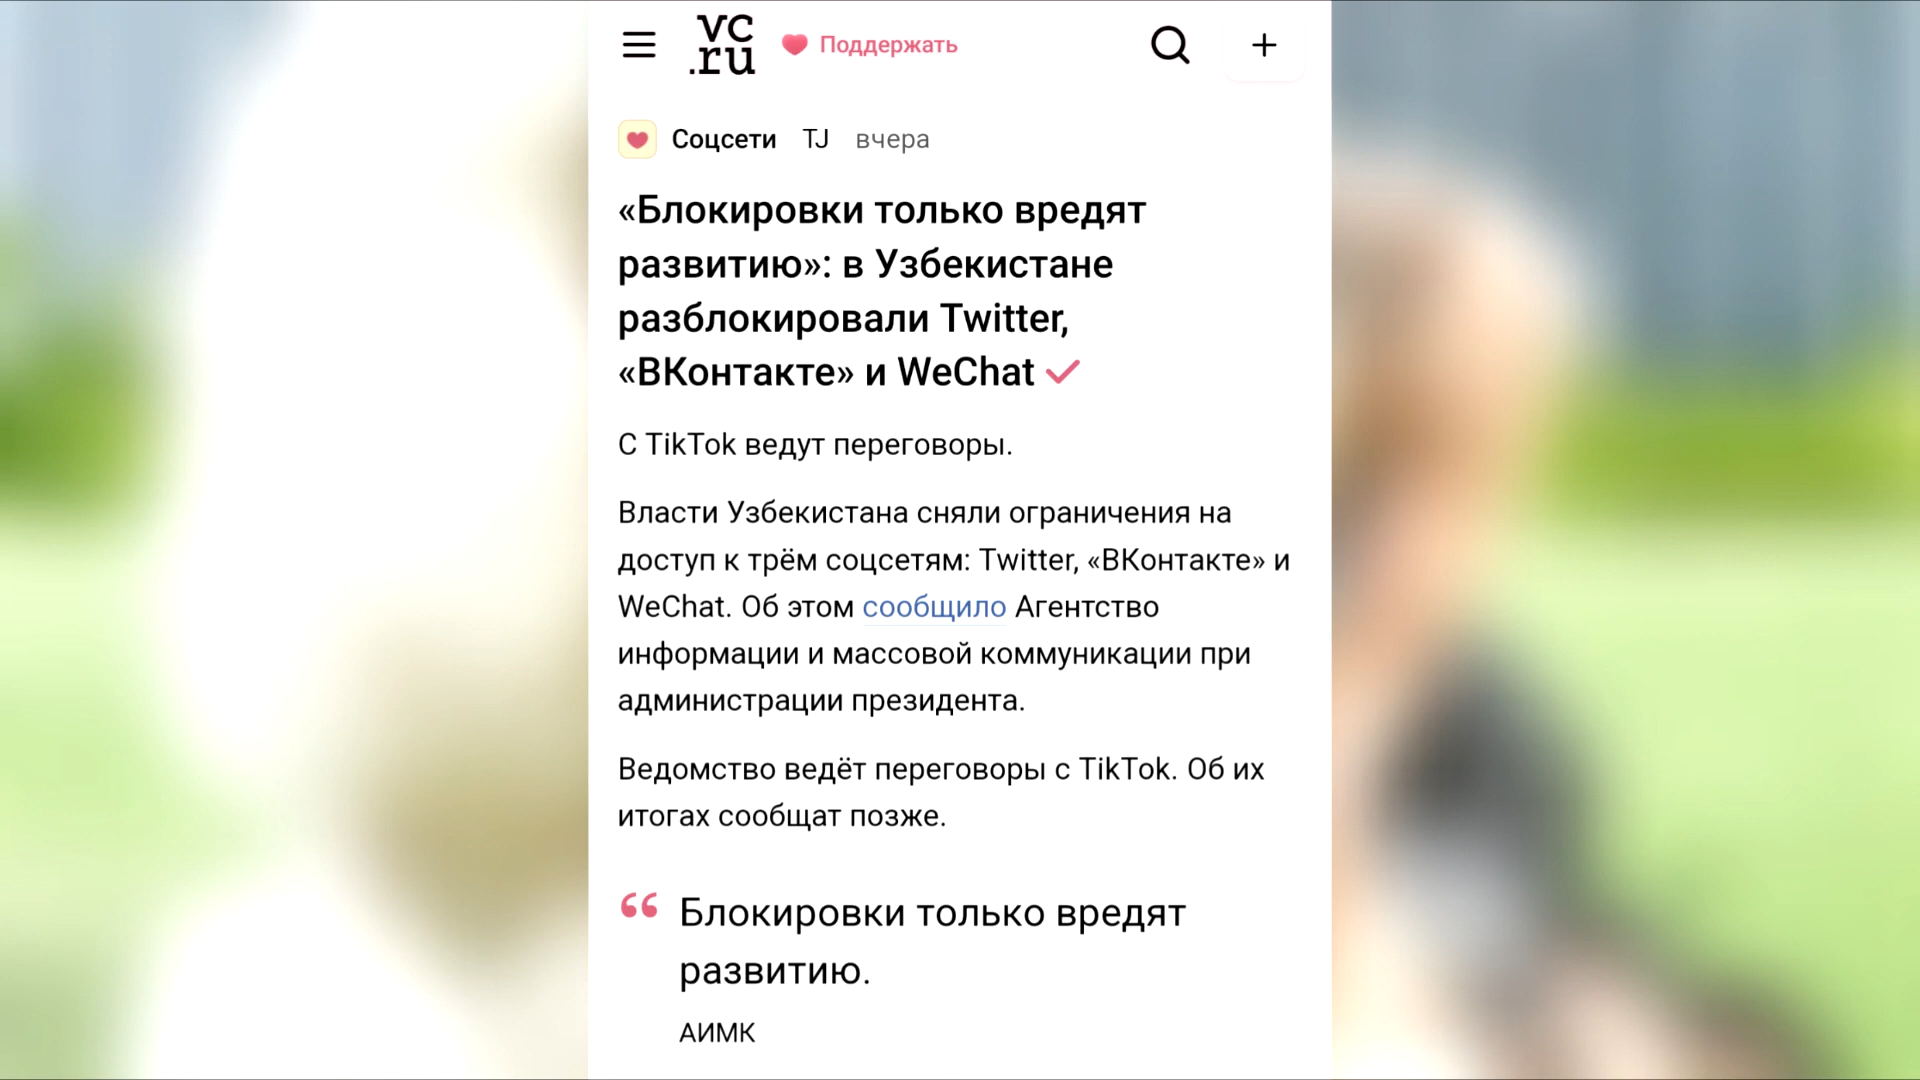 vc
.ru
Поддержать
Соцсети TJ вчера
«Блокировки только вредят
развитию»: в Узбекистане
разблокировали Twitter,
«ВКонтакте» и WeChat
С TikTok ведут переговоры.
Власти Узбекистана сняли ограничения на
доступ к трём соцсетям: Twitter, «ВКонтакте» и
WeChat. Об этом сообщило Агентство
информации и массовой коммуникации при
администрации президента.
Ведомство ведёт переговоры с TikTok. Об их
итогах сообщат позже.
“ Блокировки только вредят
развитию.
АИМК